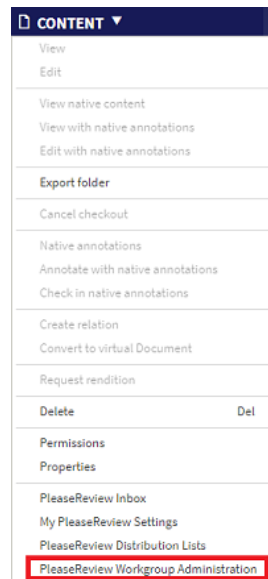 CONTENT ▼
View
Edit
View native content
View with native annotations
Edit with native annotations
Export folder
Cancel checkout
Native annotations
Annotate with native annotations
Check in native annotations
Create relation
Convert to virtual Document
Request rendition
Delete Del
Permissions
Properties
PleaseReview Inbox
My PleaseReview Settings
PleaseReview Distribution Lists
PleaseReview Workgroup Administration